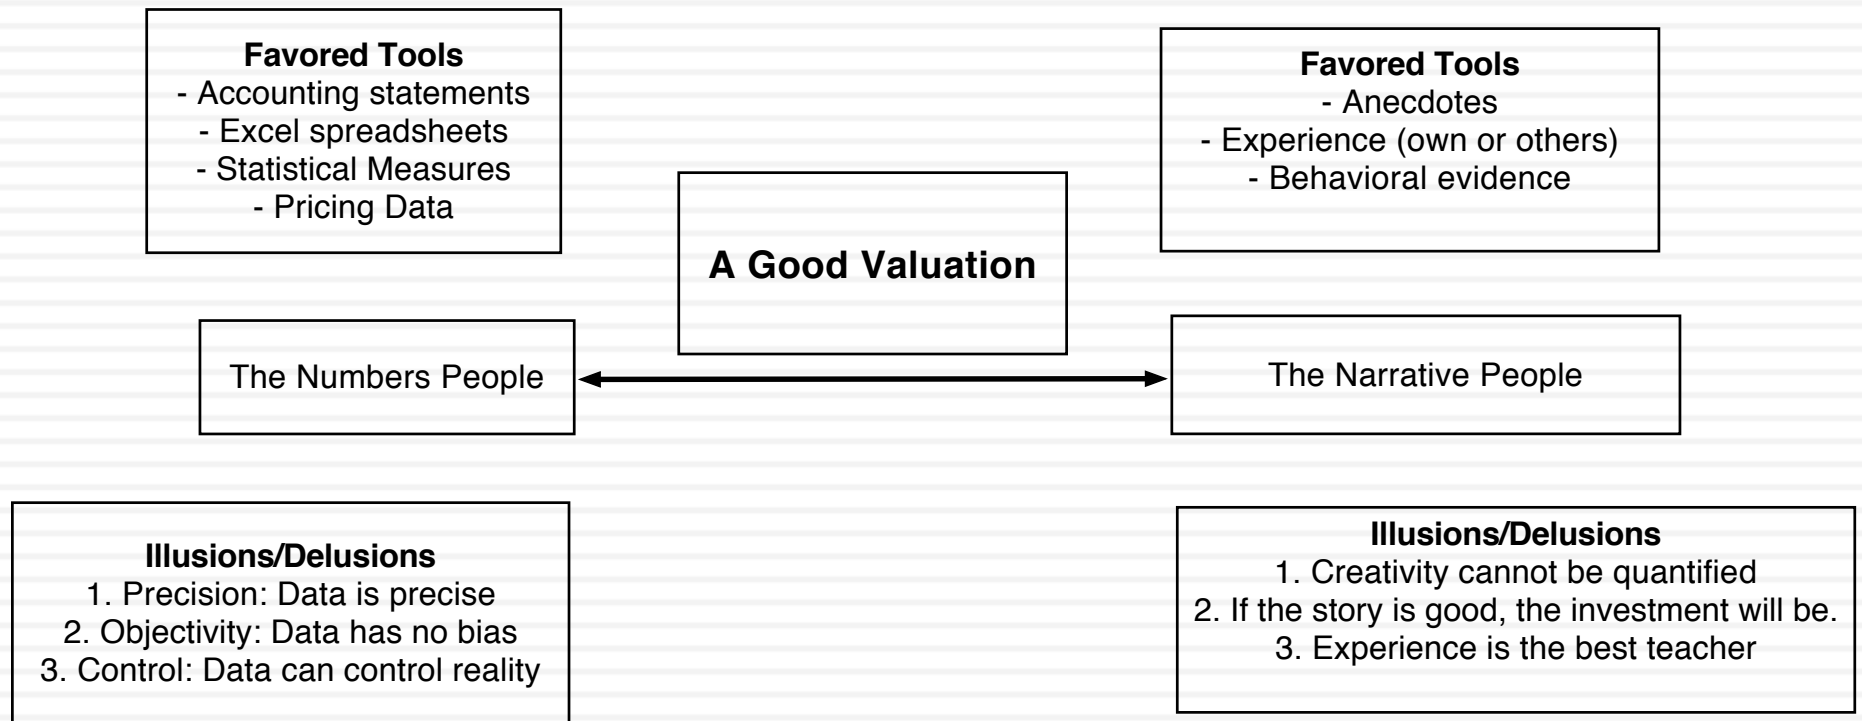 Favored Tools
- Accounting statements
- Excel spreadsheets
- Statistical Measures
- Pricing Data
Favored Tools
- Anecdotes
- Experience (own or others)
- Behavioral evidence
A Good Valuation
The Numbers People
The Narrative People
Illusions/Delusions
1. Precision: Data is precise
2. Objectivity: Data has no bias
3. Control: Data can control reality
Illusions/Delusions
1. Creativity cannot be quantified
2. If the story is good, the investment will be.
3. Experience is the best teacher